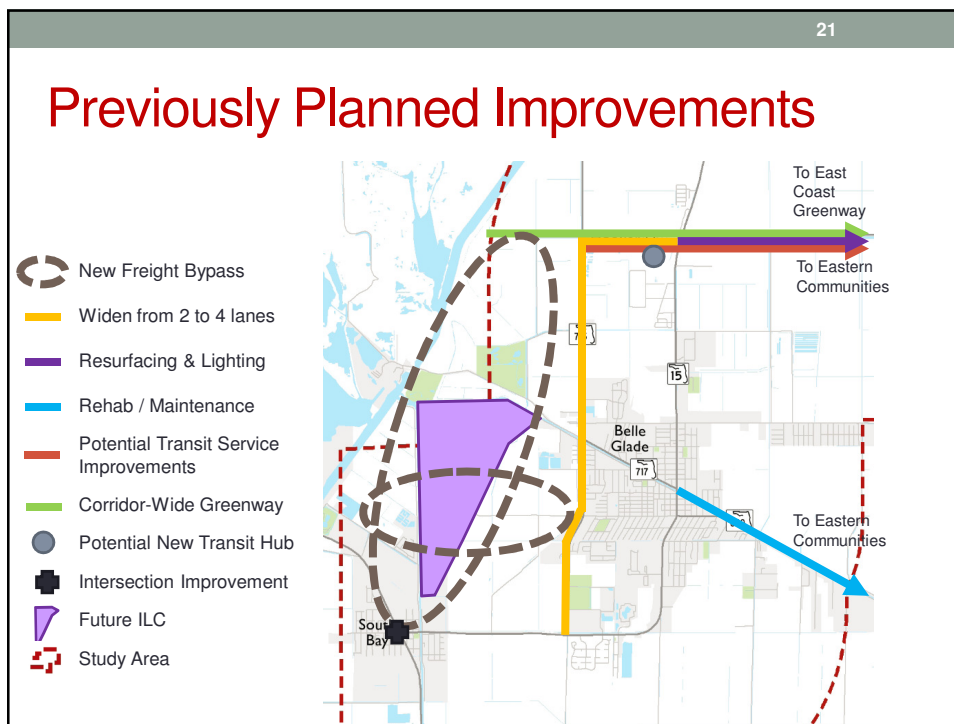 21
Previously Planned Improvements
New Freight Bypass
Widen from 2 to 4 lanes
Resurfacing & Lighting
Rehab / Maintenance
Potential Transit Service
Improvements
Corridor-Wide Greenway
Potential New Transit Hub
Intersection Improvement
Future ILC
Study Area
To East
Coast
Greenway
To Eastern
Communities
15
Belle
Glade
717
To Eastern
Communities
Bay